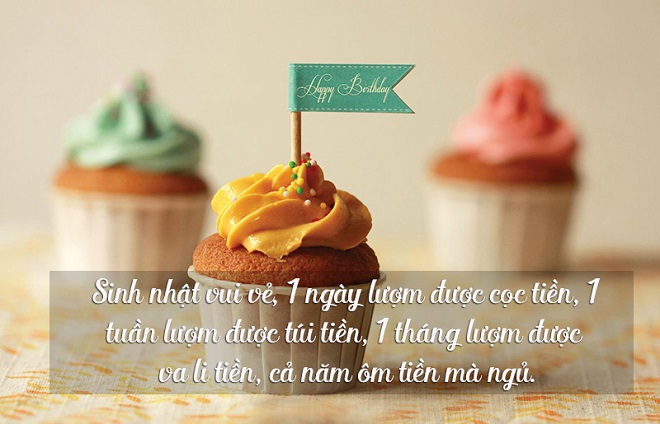 Happy Birthday
Sinh nhật vui vẻ, 1 ngày lượm được cọc tiền, 1
tuần lượm được túi tiền, 1 tháng lượm được
va li tiền, cả năm ôm tiền mà ngủ.